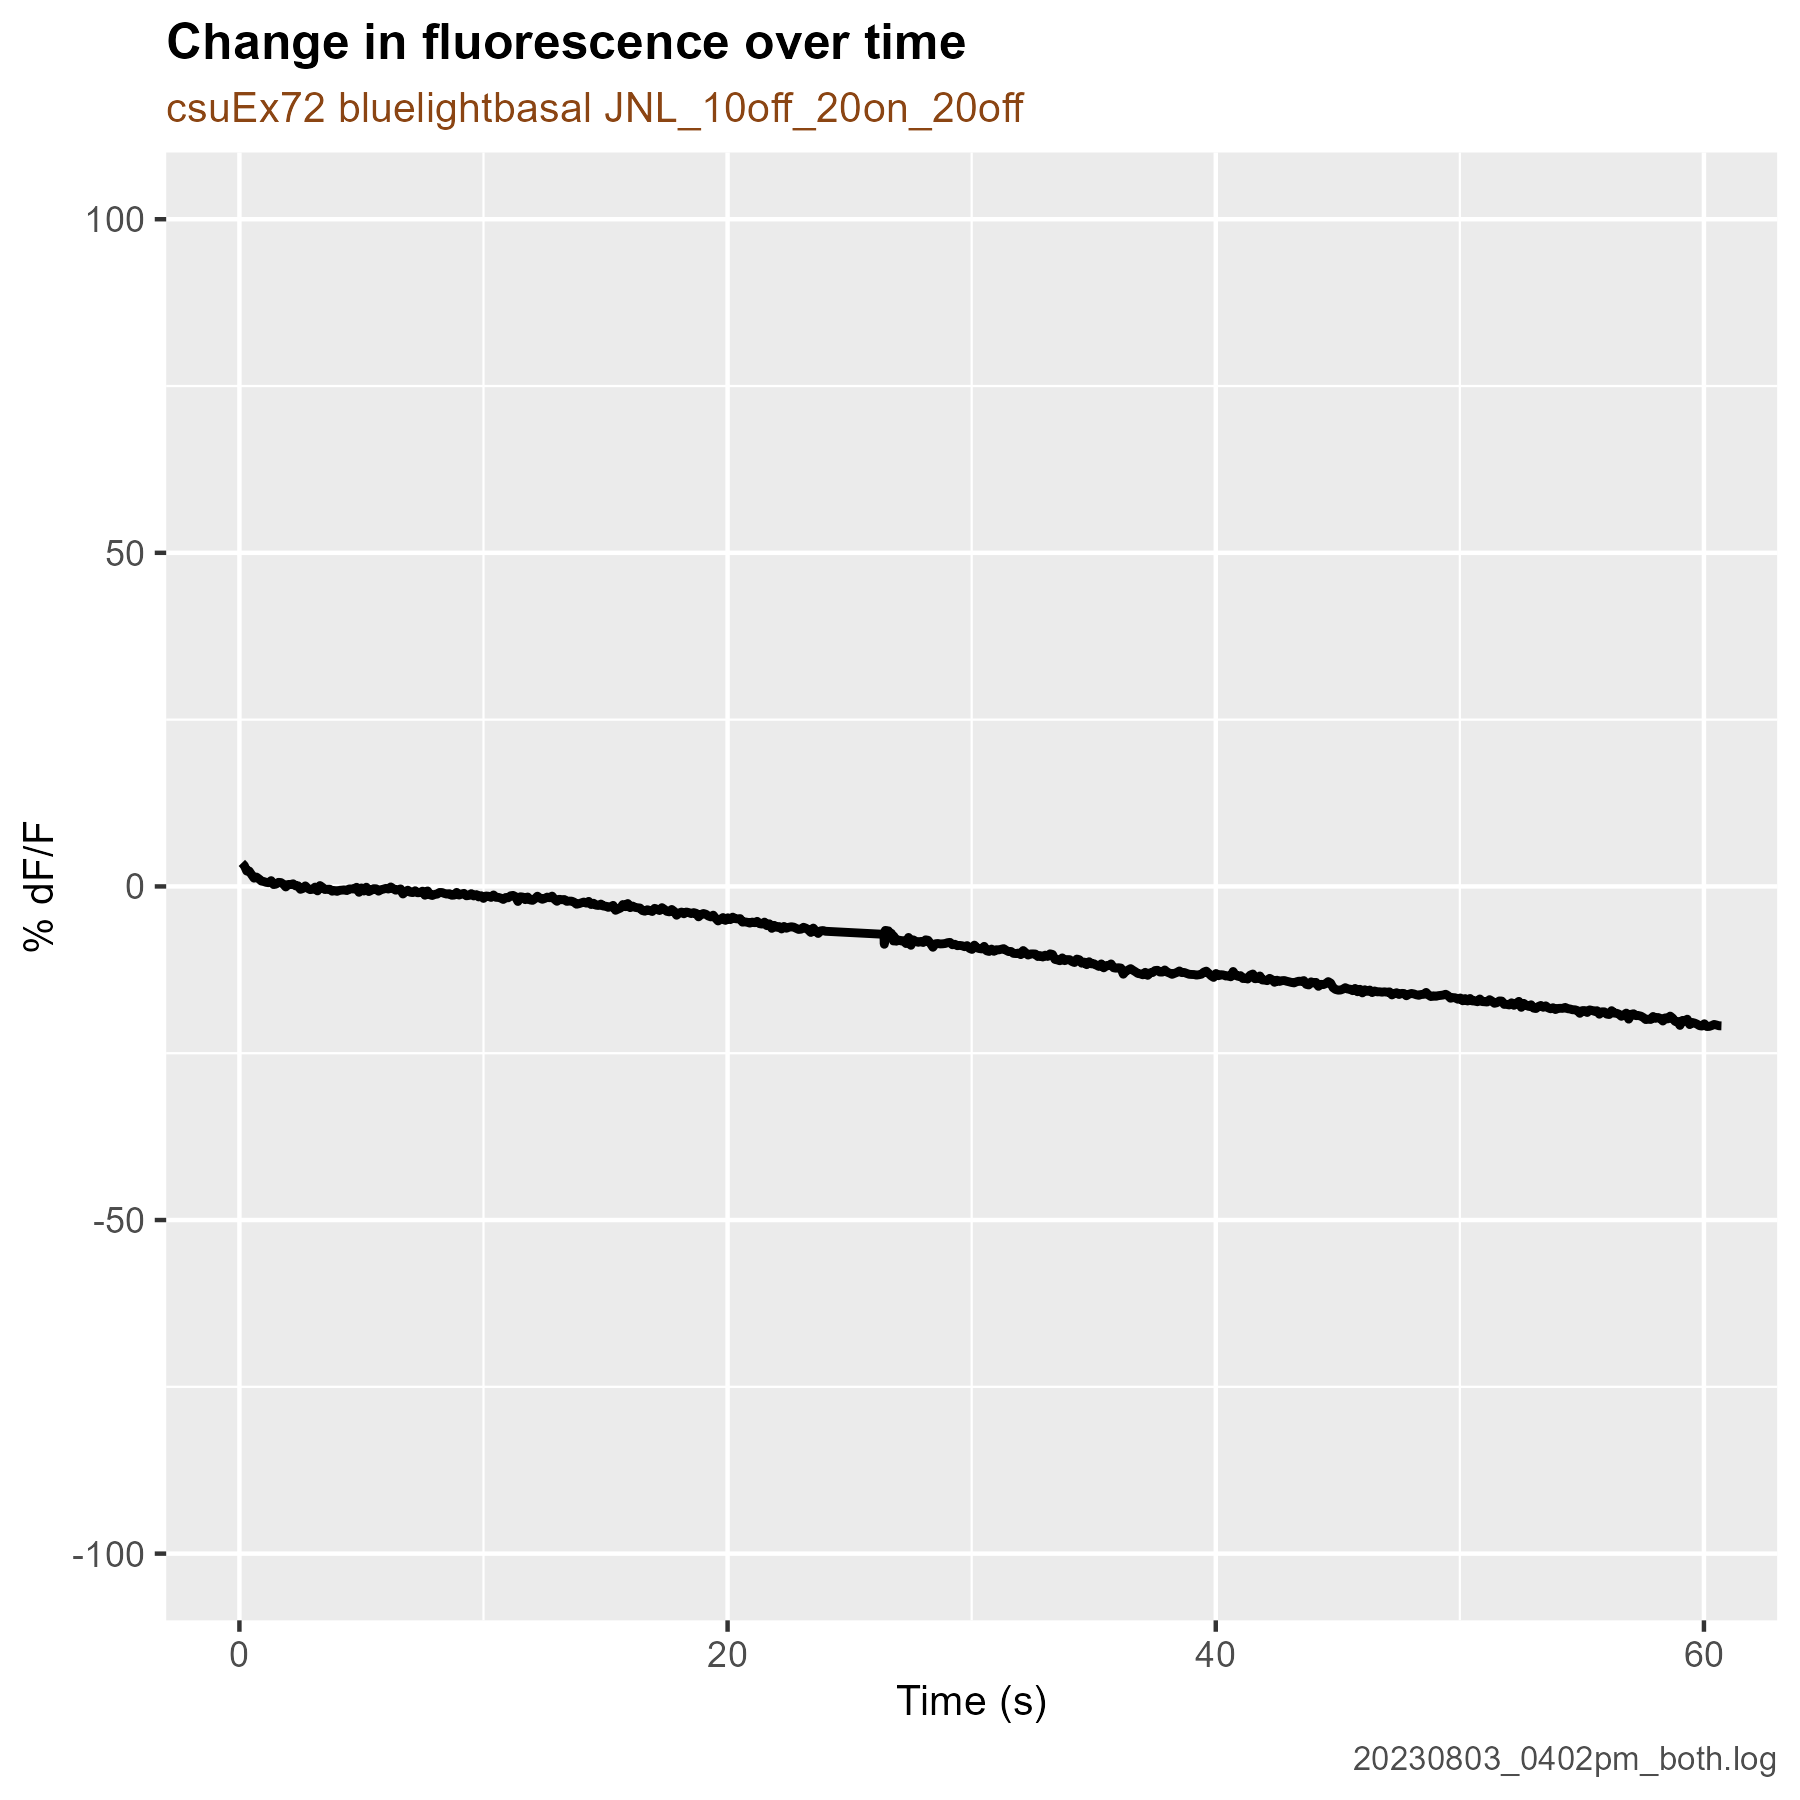 Change in fluorescence over time
csuEx72 bluelightbasal JNL_10off_20on_20off
100
50
0
-50
-100
% dF/F
0 20 40 60
Time (s)
20230803_0402pm_both.log